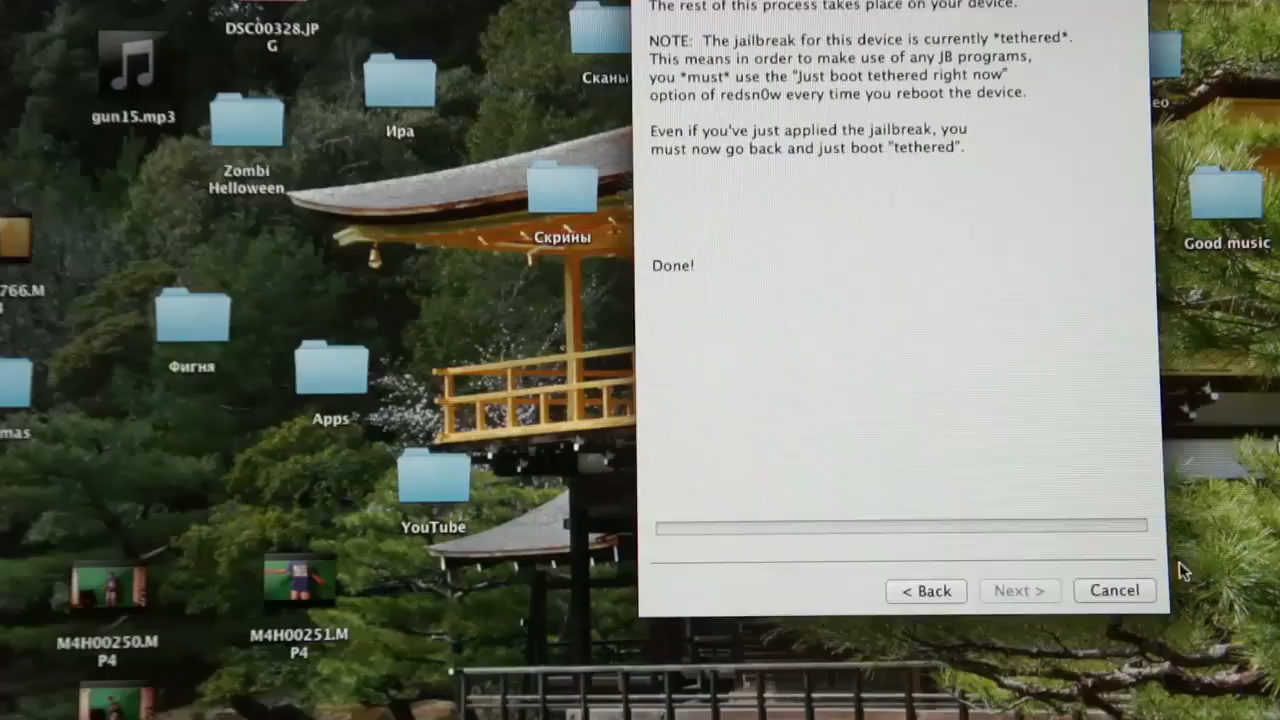 DSC00328.JP
G
gun15.mp3
Ира
Сканы
Zombi
Helloween
Скрины
766.M
Фигня
Apps
mas
YouTube
M4H00250.M
P4
M4H00251.M
P4
The rest of this process takes place on your device.
NOTE:  The jailbreak for this device is currently *tethered*.
This means in order to make use of any JB programs,
you *must* use the "Just boot tethered right now"
option of redsn0w every time you reboot the device.
Even if you've just applied the jailbreak, you
must now go back and just boot "tethered".
Done!
< Back
Next >
Cancel
eo
Good music